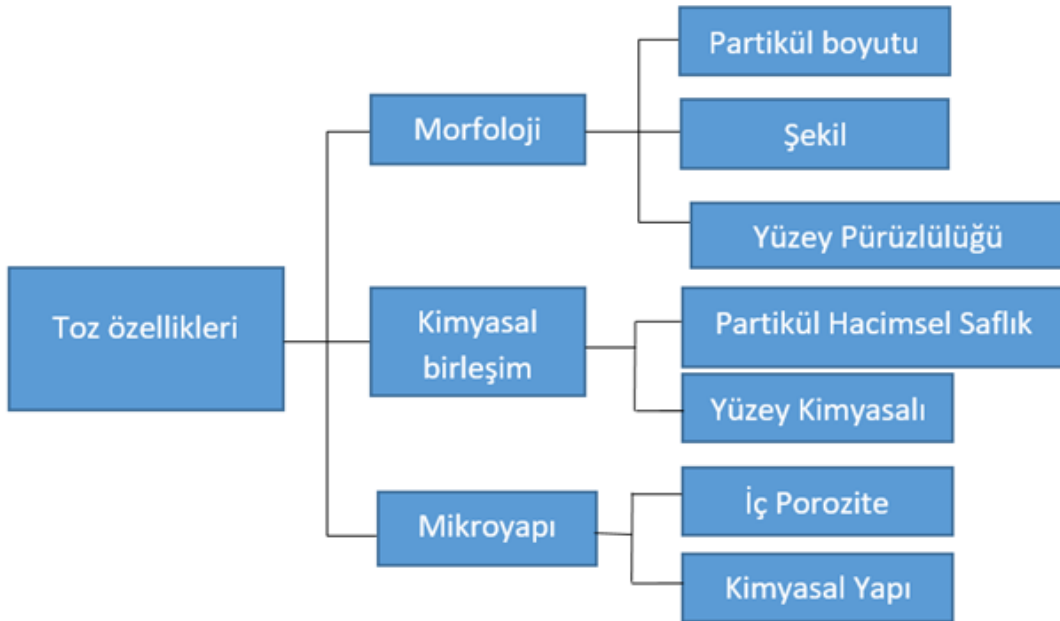 Toz özellikleri
Morfoloji
Partikül boyutu
Şekil
Yüzey Pürüzlülüğü
Kimyasal
birleşim
Partikül Hacimsel Saflık
Yüzey Kimyasalı
Mikroyapı
İç Porozite
Kimyasal Yapı